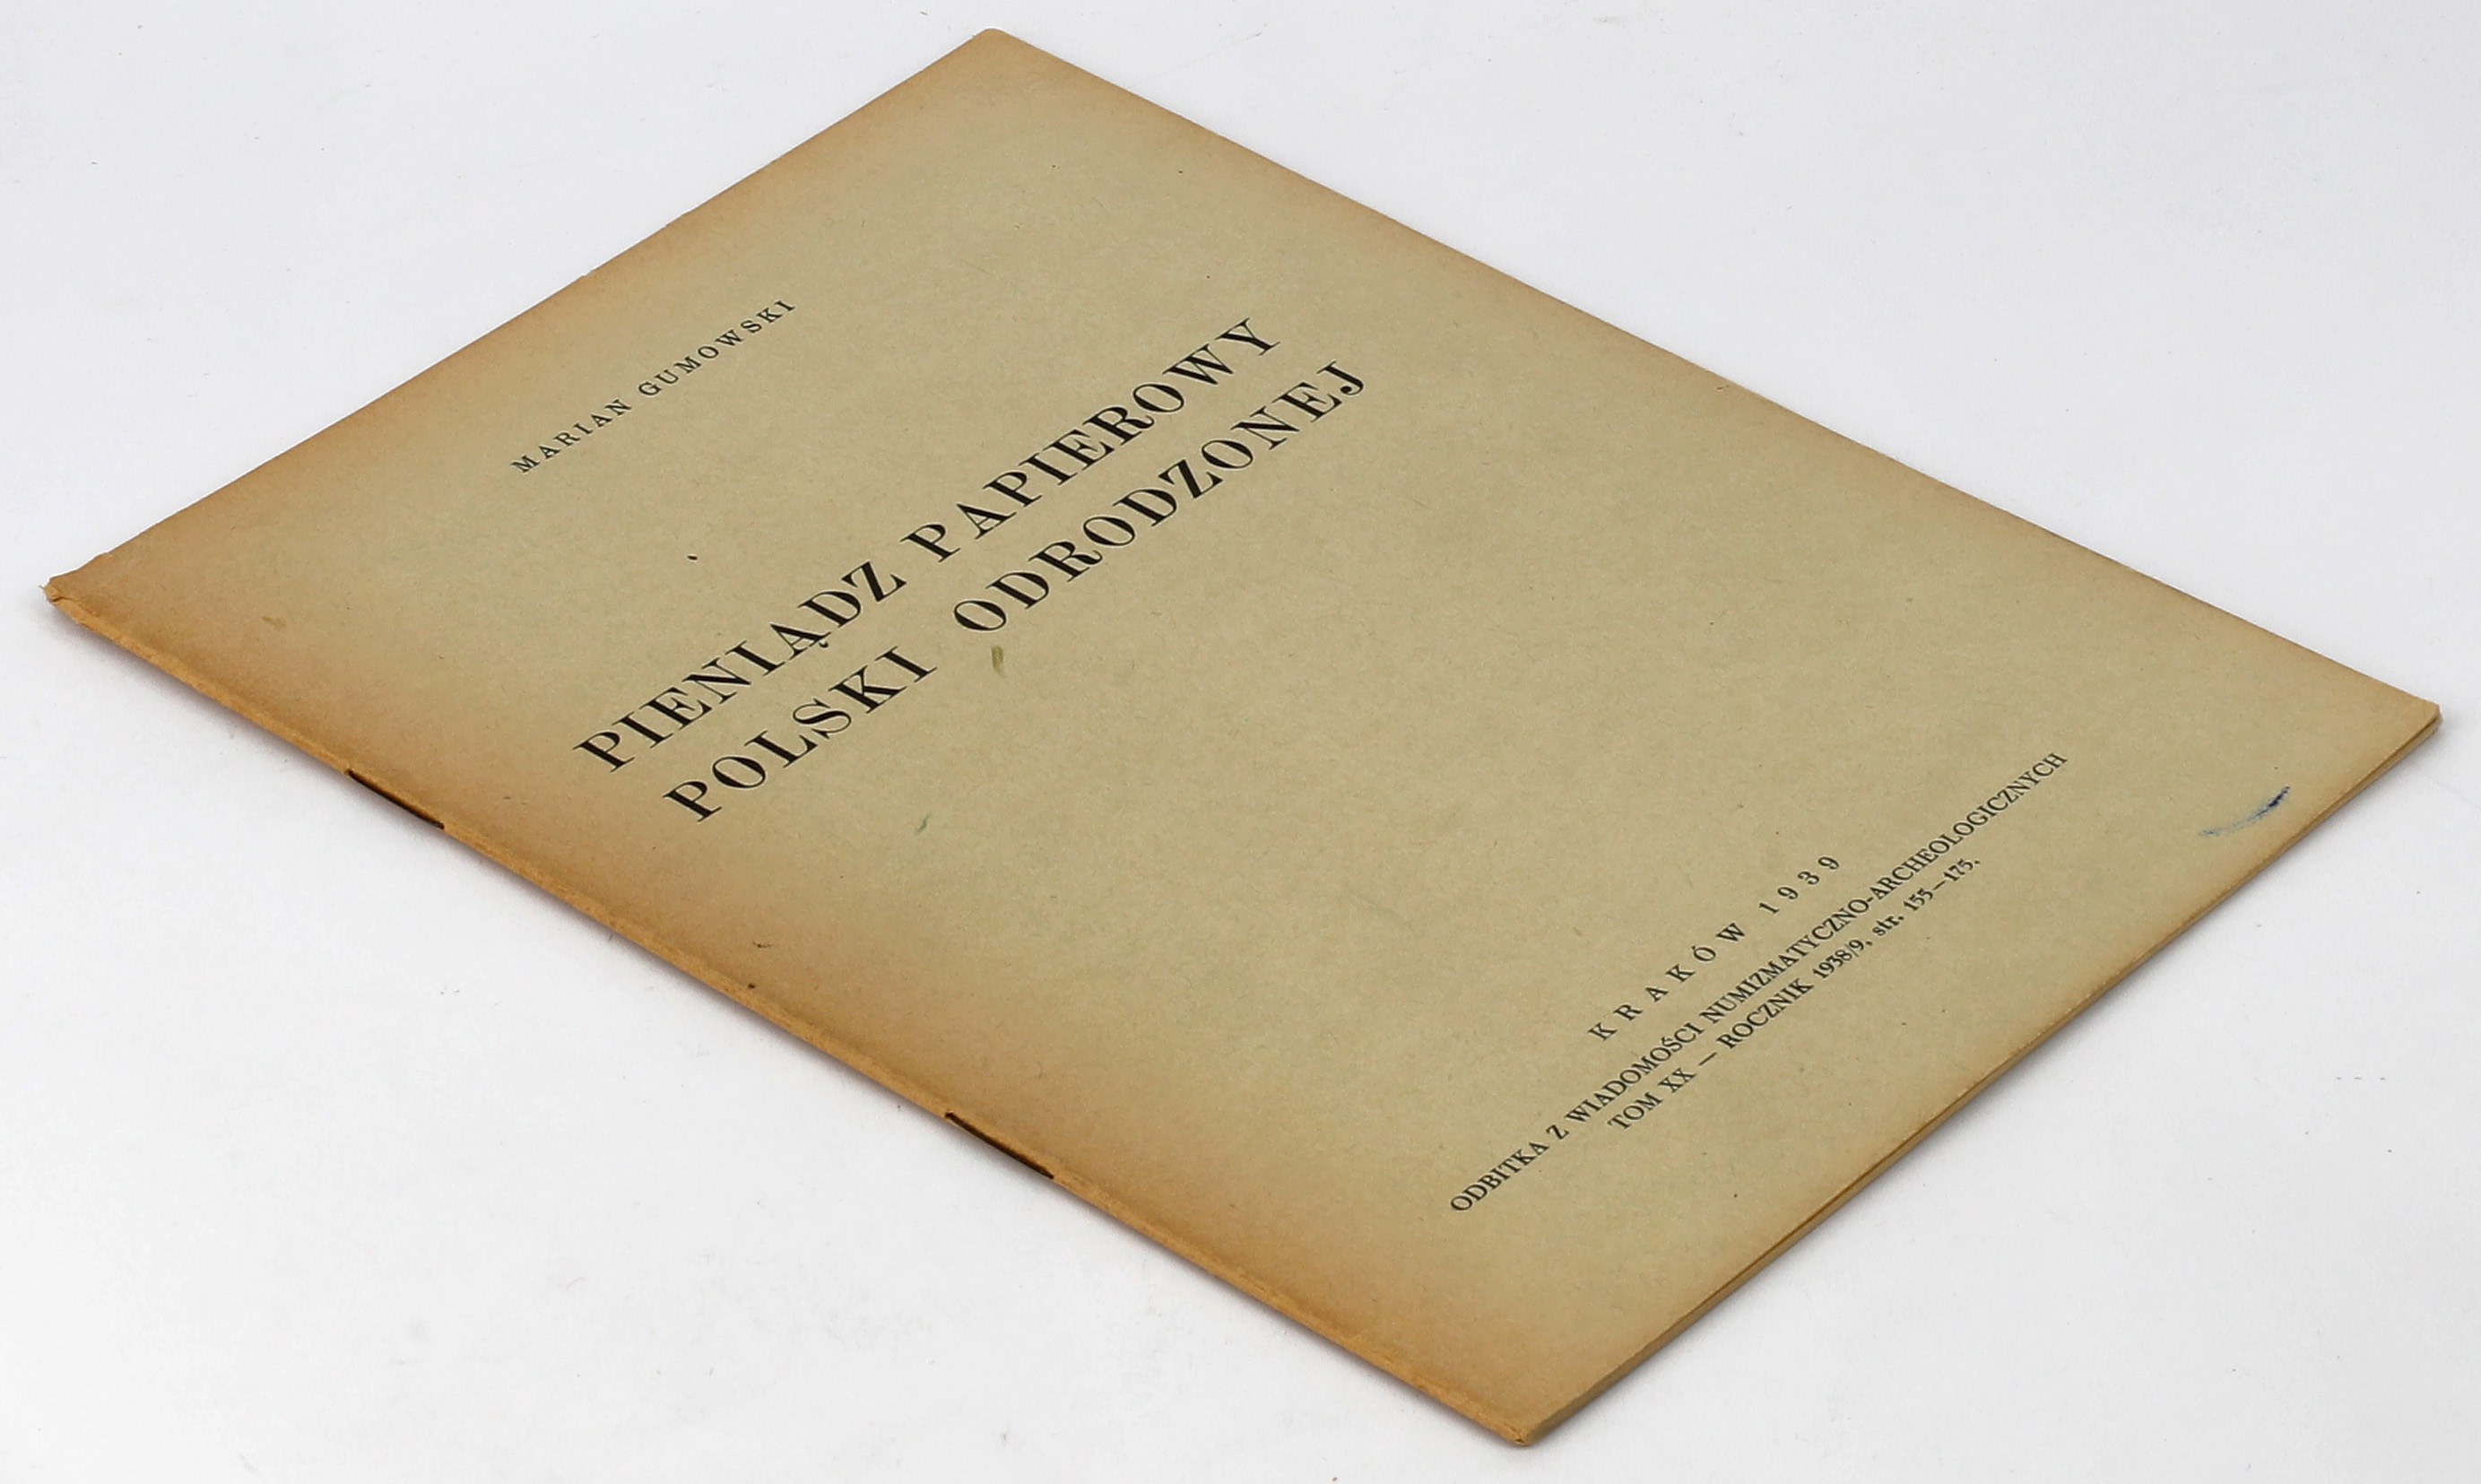 MARIAN GUMOWSKI
PIENIĄDZ PAPIEROWY
POLSKI ODRODZONEJ
KRAKÓW 1939
ODBITKA Z WIADOMOŚCI NUMIZMATYCZNO-ARCHEOLOGICZNYCH
TOM XX — ROCZNIK 1938/9, str. 155—175.